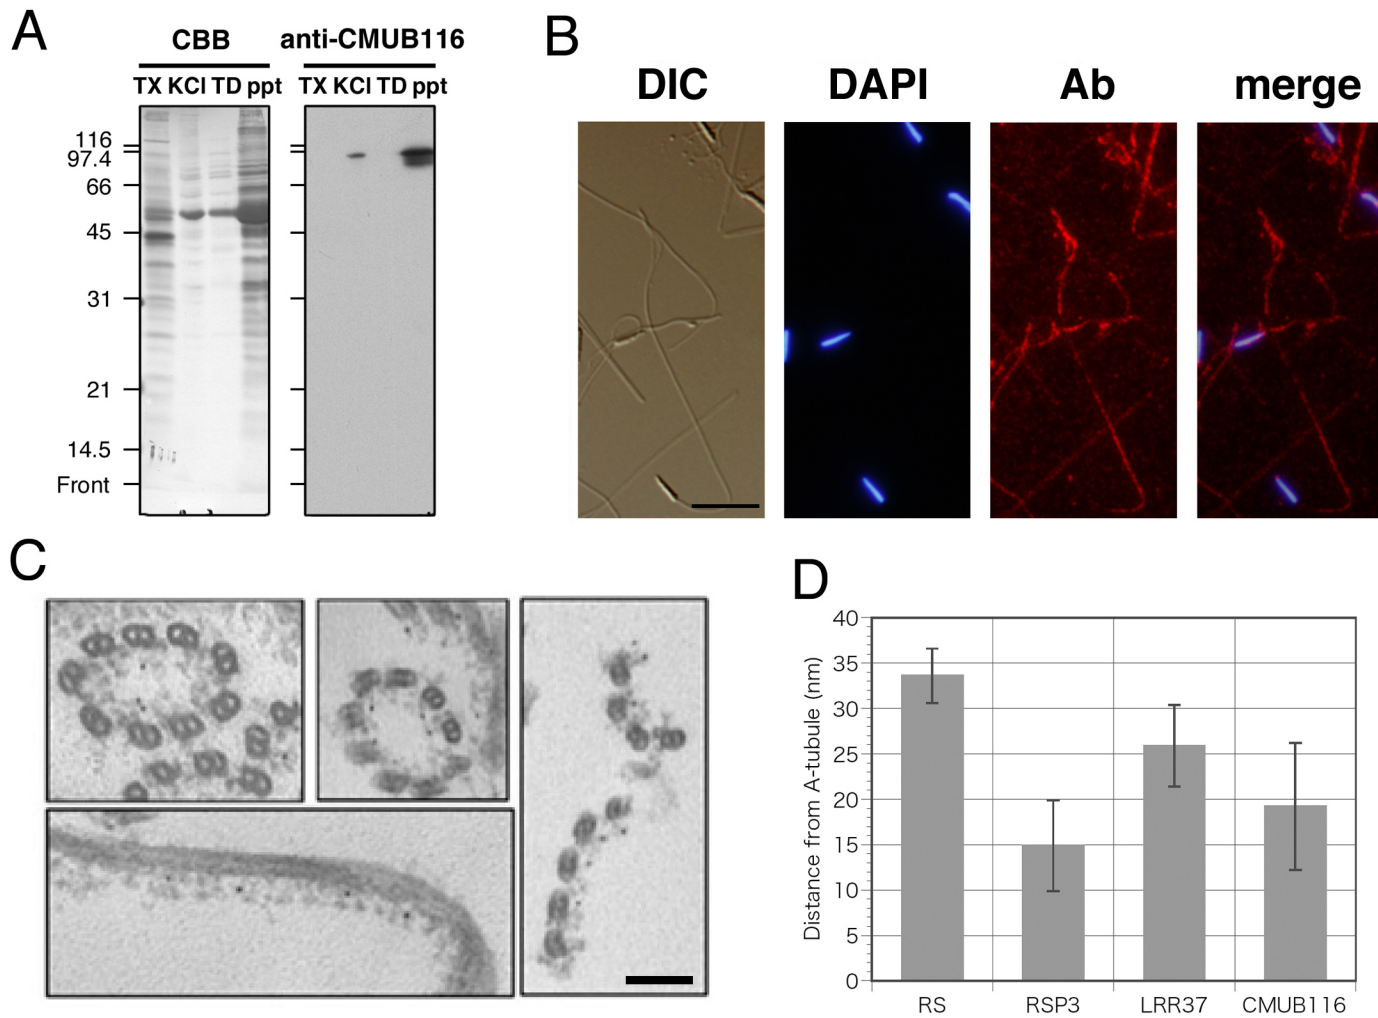 A
CBB anti-CMUB116
TX KCl TD ppt TX KCl TD ppt
116
97.4
66
45
31
21
14.5
Front
B
DIC DAPI Ab merge
C
D
Distance from A-tubule (nm)
40
35
30
25
20
15
10
5
0
RS RSP3 LRR37 CMUB116